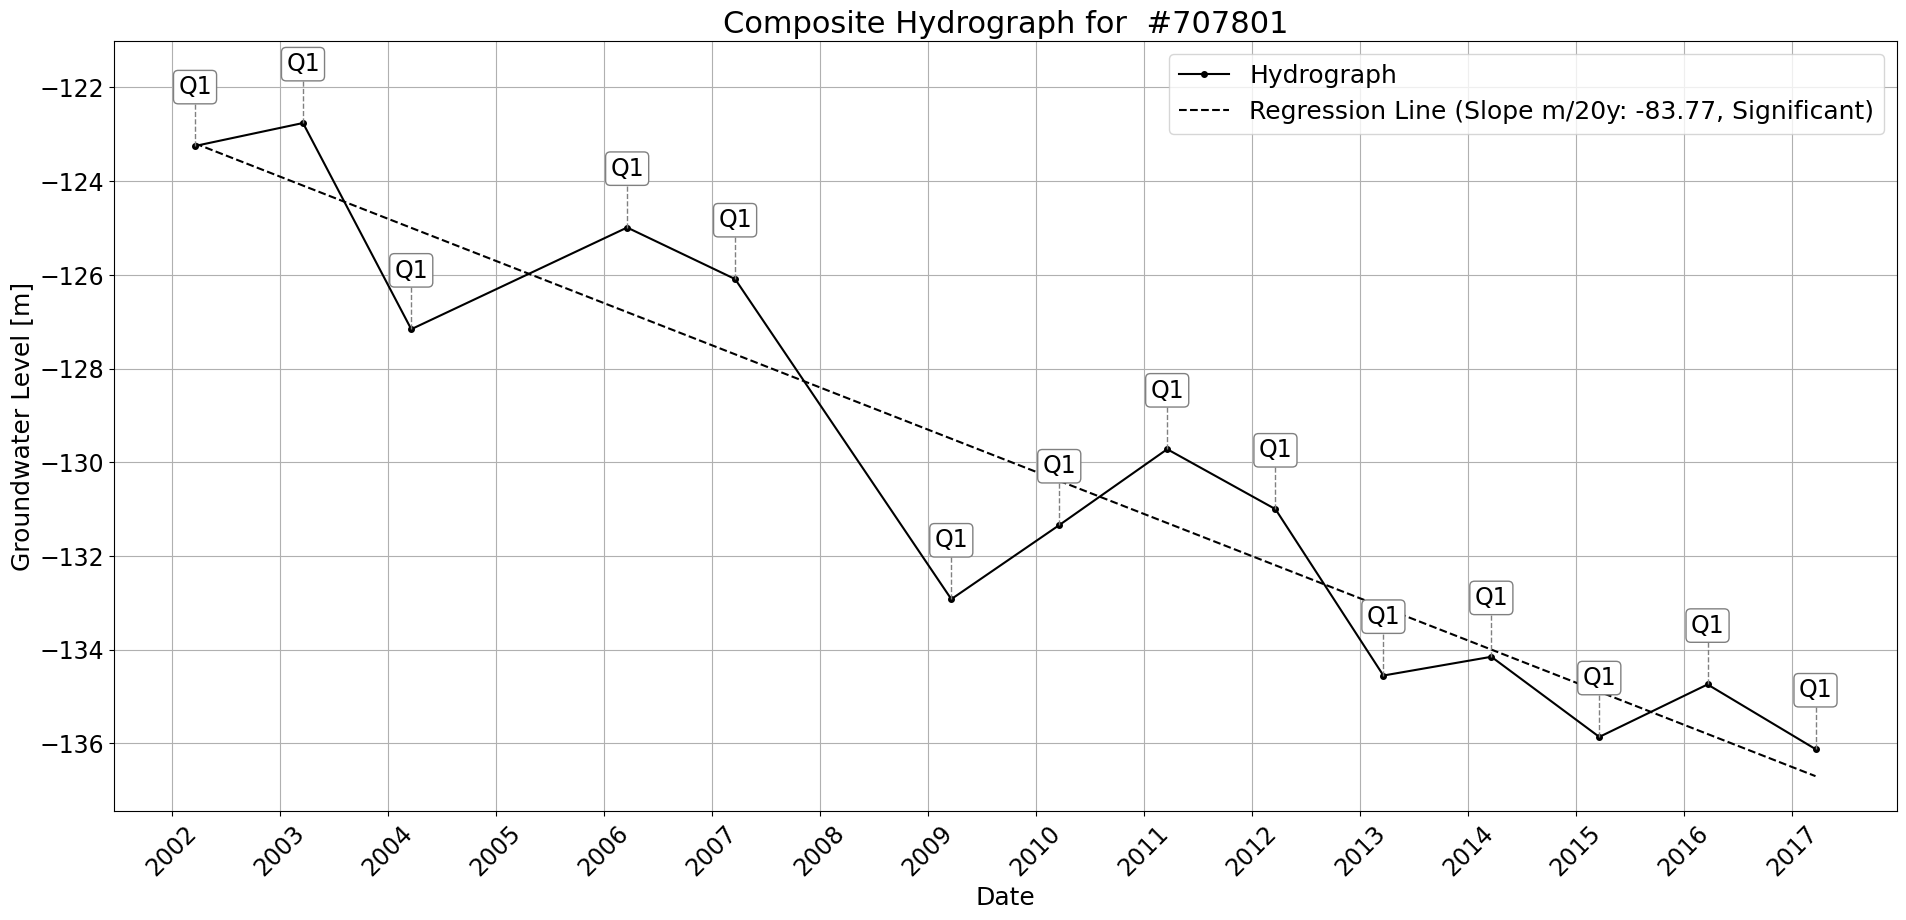 Composite Hydrograph for  #707801
Hydrograph
Regression Line (Slope m/20y: -83.77, Significant)
Groundwater Level [m]
−122
−124
−126
−128
−130
−132
−134
−136
Q1
Q1
Q1
Q1
Q1
Q1
Q1
Q1
Q1
Q1
Q1
Q1
Q1
Q1
2002
2003
2004
2005
2006
2007
2008
2009
2010
2011
2012
2013
2014
2015
2016
2017
Date